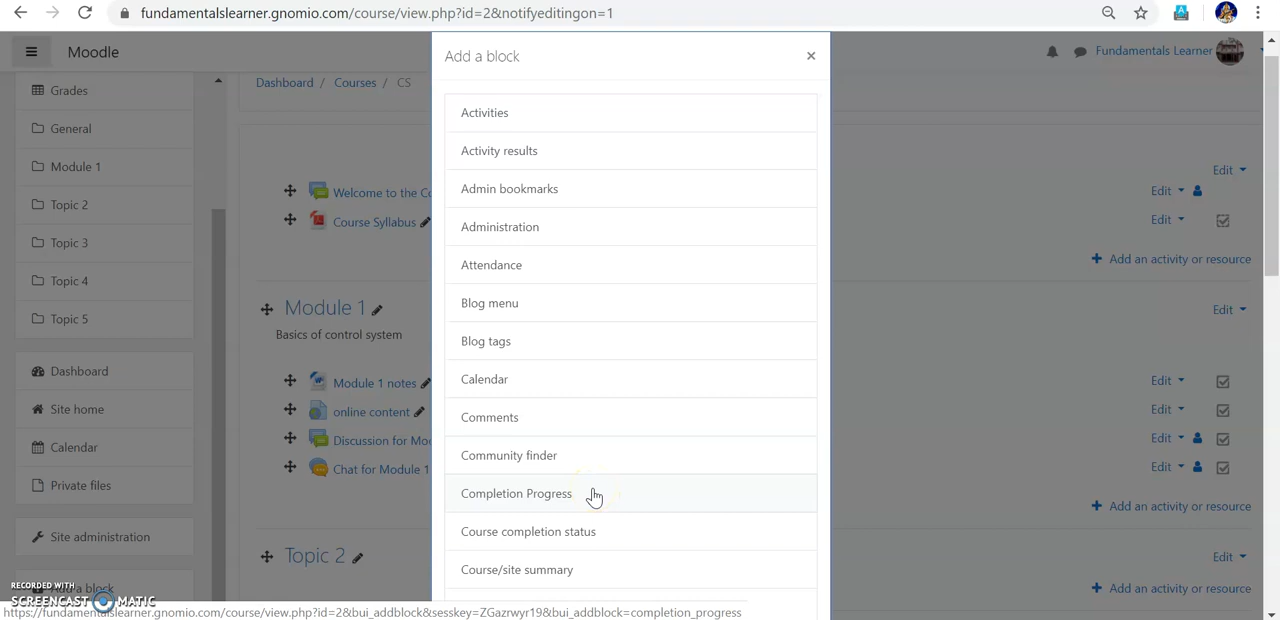 fundamentalslearner.gnomio.com/course/view.php?id=2&notifyeditingon=1
Moodle
Fundamentals Learner
Add a block
×
Dashboard / Courses / CS
Grades
General
Module 1
Topic 2
Topic 3
Topic 4
Topic 5
Dashboard
Site home
Calendar
Private files
Site administration
Add a block
Edit
Welcome to the Co
Edit
Course Syllabus
Edit
Add an activity or resource
Module 1
Edit
Basics of control system
Module 1 notes
Edit
online content
Edit
Discussion for Mo
Edit
Chat for Module 1
Edit
Add an activity or resource
Topic 2
Edit
Add an activity or resource
Activities
Activity results
Admin bookmarks
Administration
Attendance
Blog menu
Blog tags
Calendar
Comments
Community finder
Completion Progress
Course completion status
Course/site summary
RECORDED WITH
SCREENCAST MATIC
https://fundamentalslearner.gnomio.com/course/view.php?id=2&bui_addblock&sesskey=ZGazrwyr19&bui_addblock=completion_progress